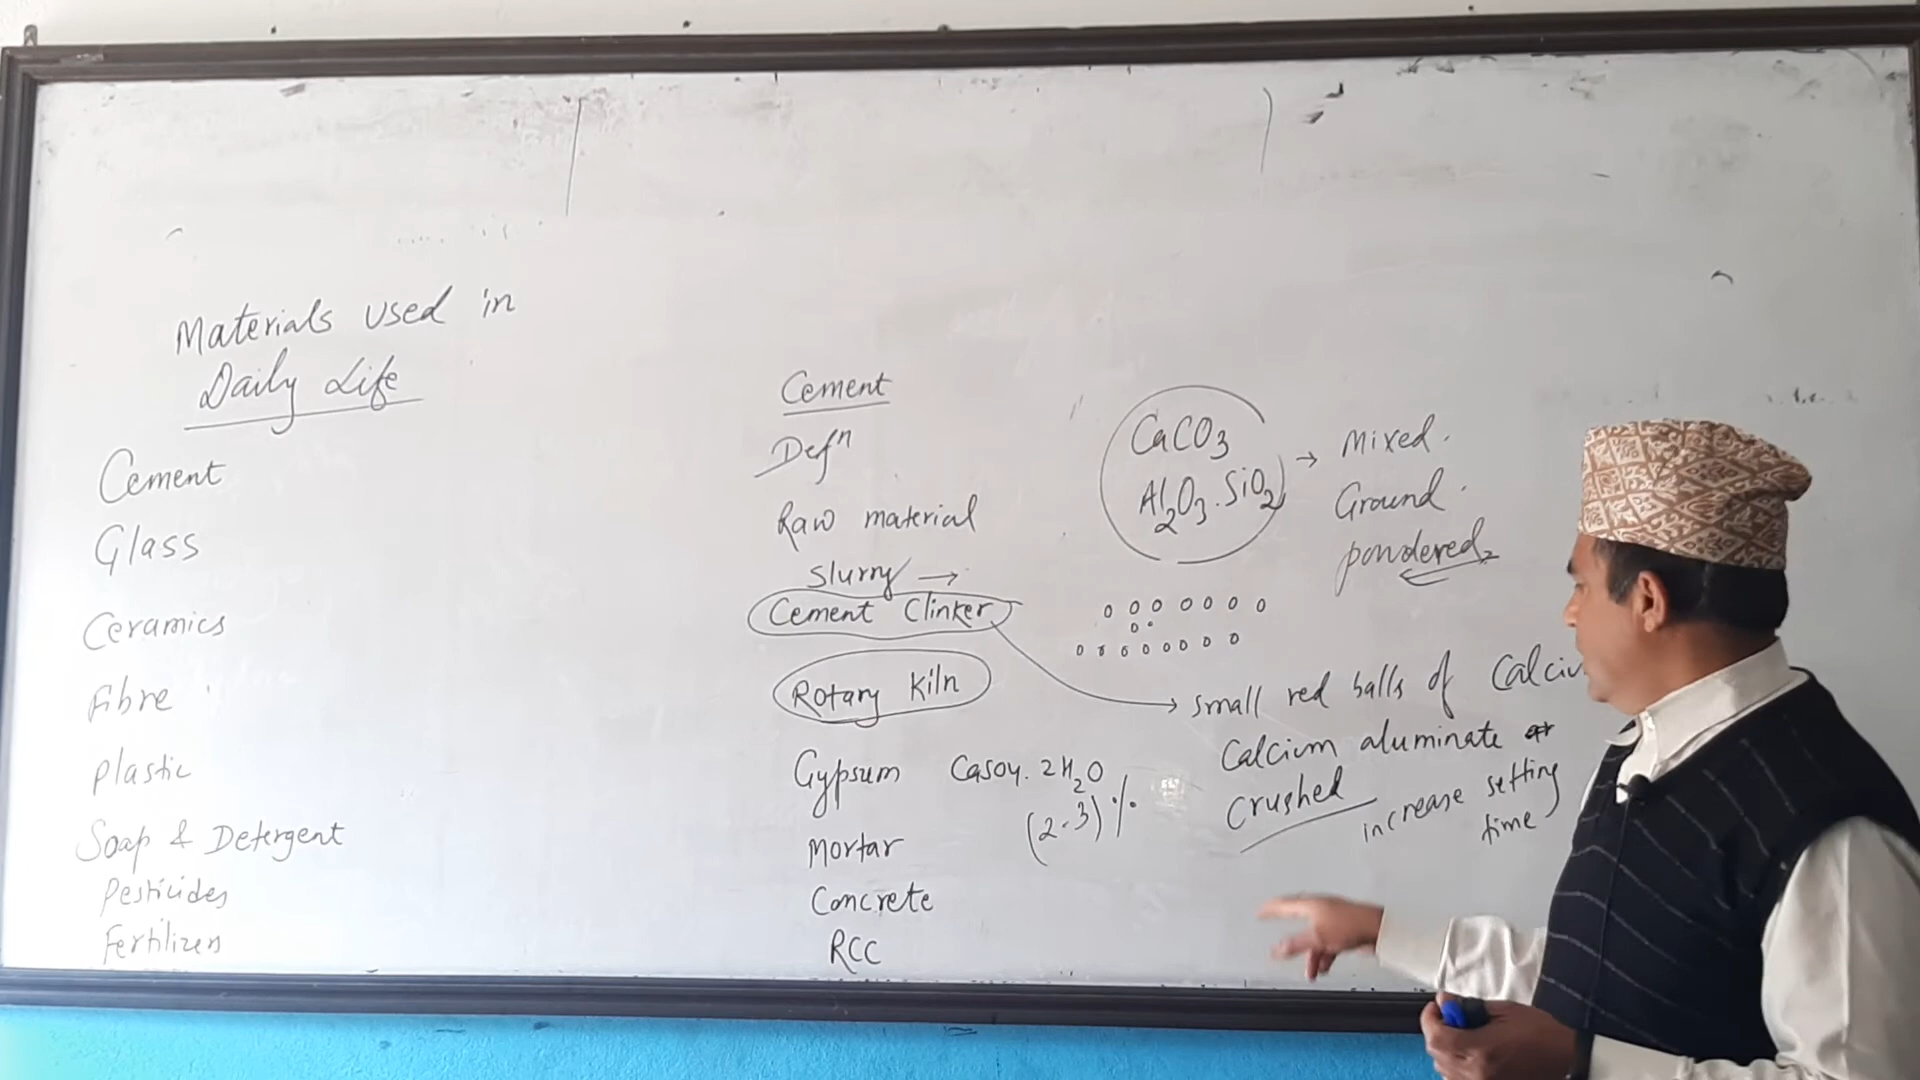 Materials used in
Daily Life
Cement
Glass
Ceramics
Fibre
plastic
Soap & Detergent
Pesticides
Fertilizers
Cement
Defⁿ
Raw material
Slurry →
Cement Clinker
Rotary Kiln
Gypsum CaSO4. 2H2O
(2-3) %
Mortar
Concrete
RCC
CaCO3
Al2O3.SiO2
→ Mixed.
Ground.
powdered
→ small red balls of Calciu
Calcium aluminate
Crushed
increase setting
time